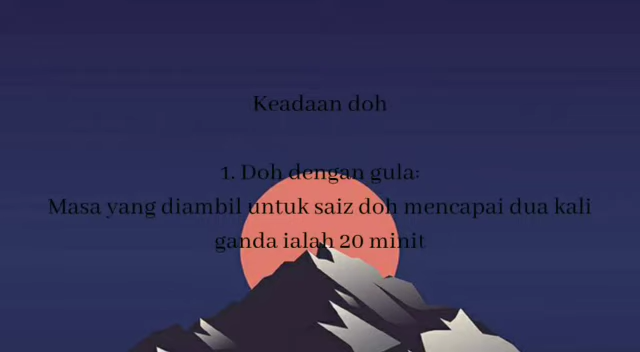 Keadaan doh
1. Doh dengan gula:
Masa yang diambil untuk saiz doh mencapai dua kali
ganda ialah 20 minit